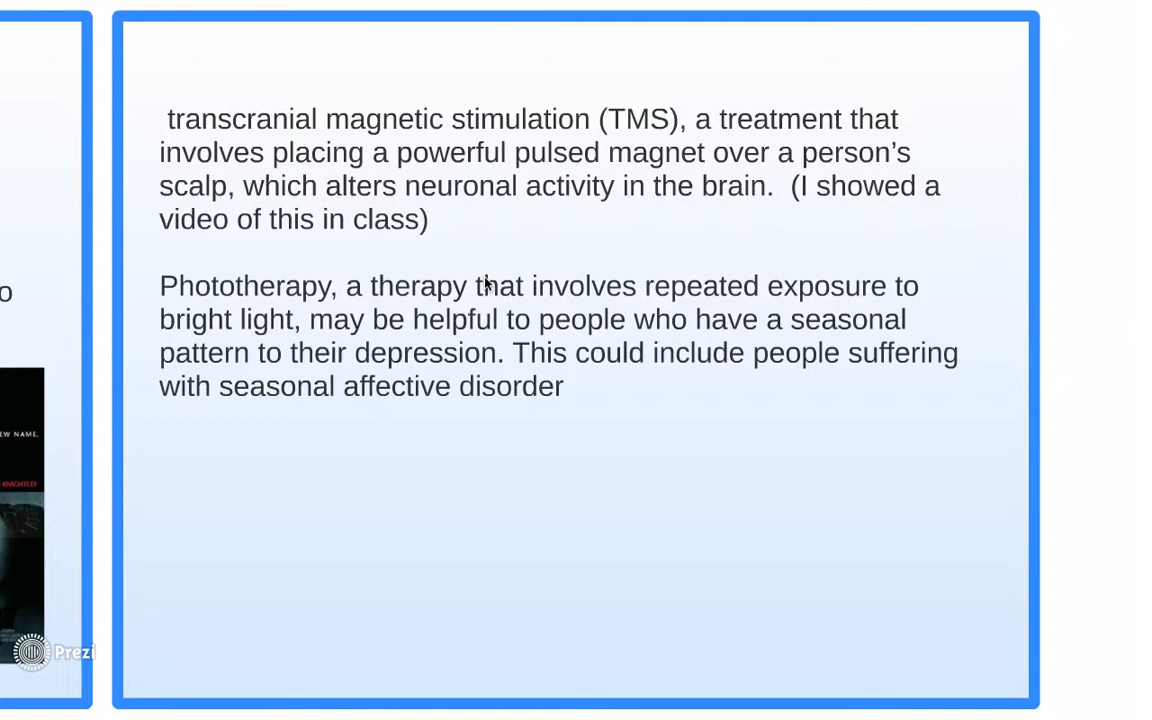 transcranial magnetic stimulation (TMS), a treatment that
involves placing a powerful pulsed magnet over a person’s
scalp, which alters neuronal activity in the brain.  (I showed a
video of this in class)
Phototherapy, a therapy that involves repeated exposure to
bright light, may be helpful to people who have a seasonal
pattern to their depression. This could include people suffering
with seasonal affective disorder
o
EW NAME.
KNIGHTLEY
Prezi